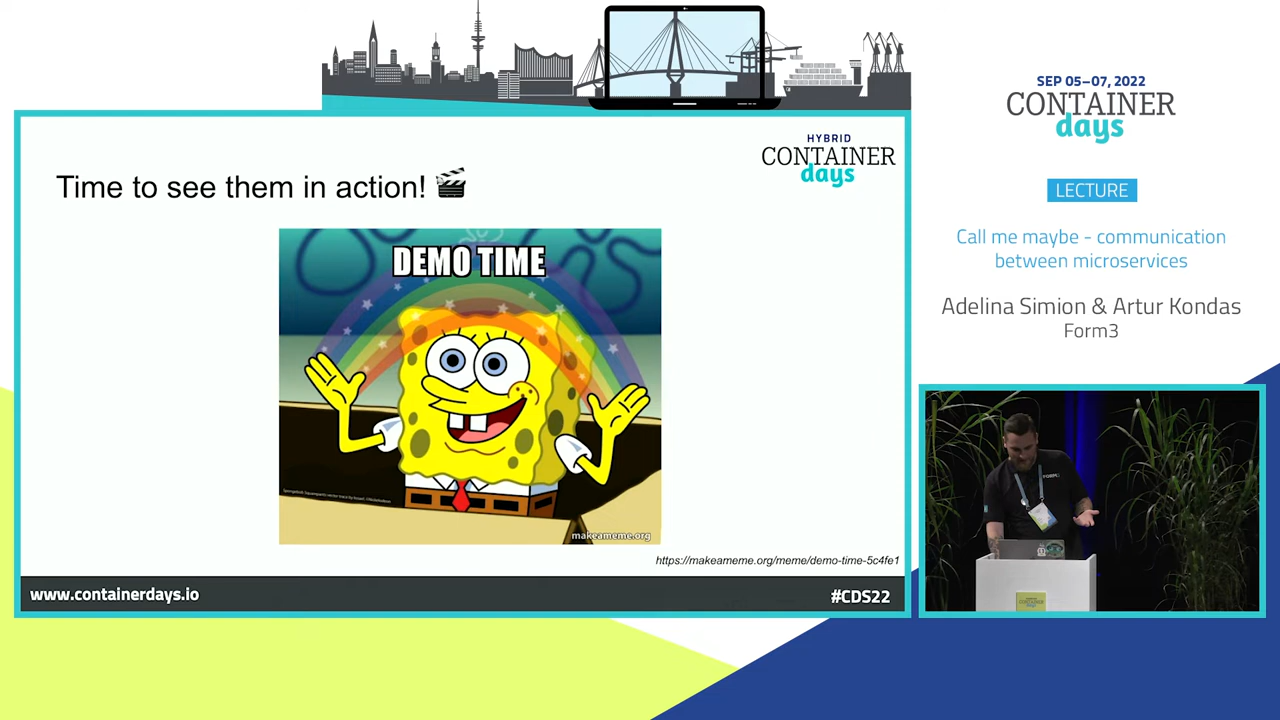 Time to see them in action! 🎬
HYBRID
CONTAINER
days
DEMO TIME
makeameme.org
https://makeameme.org/meme/demo-time-5c4fe1
www.containerdays.io
#CDS22
SEP 05–07, 2022
CONTAINER
days
LECTURE
Call me maybe - communication
between microservices
Adelina Simion & Artur Kondas
Form3